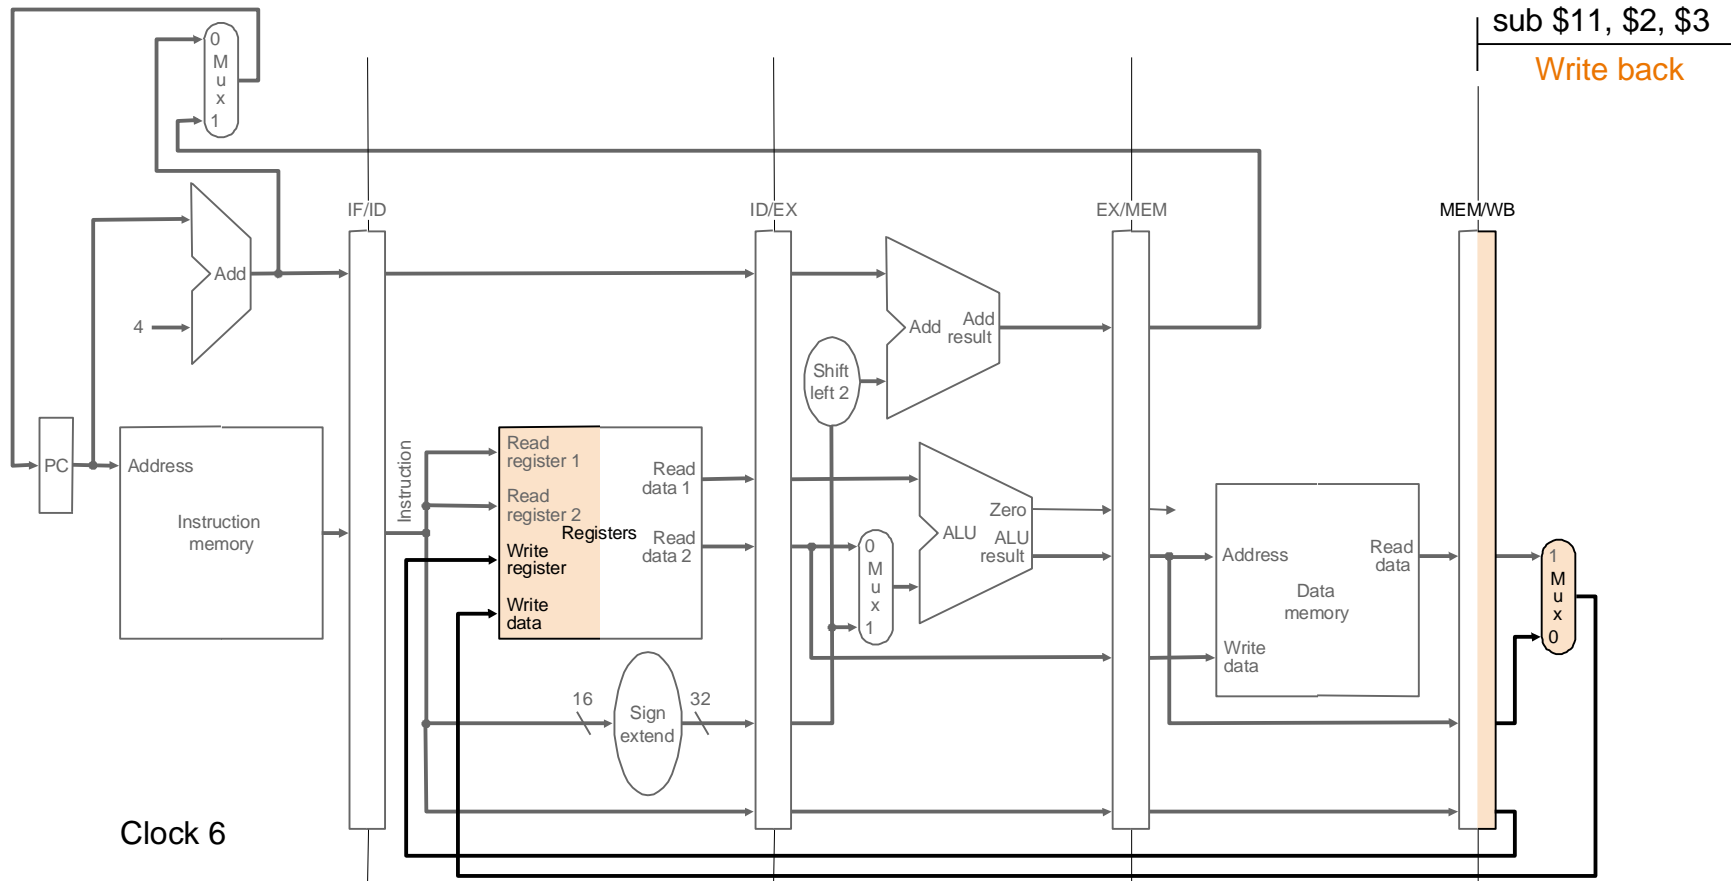 sub $11, $2, $3
Write back
0
M
u
x
1
IF/ID
ID/EX
EX/MEM
MEM/WB
Add
4
Add
Add
result
Shift
left 2
PC
Address
Instruction
memory
Instruction
Read
register 1
Read
register 2
Registers
Write
register
Write
data
Read
data 1
Read
data 2
0
M
u
x
1
Zero
ALU
ALU
result
Address
Read
data
Data
memory
Write
data
1
M
u
x
0
16
Sign
extend
32
Clock 6